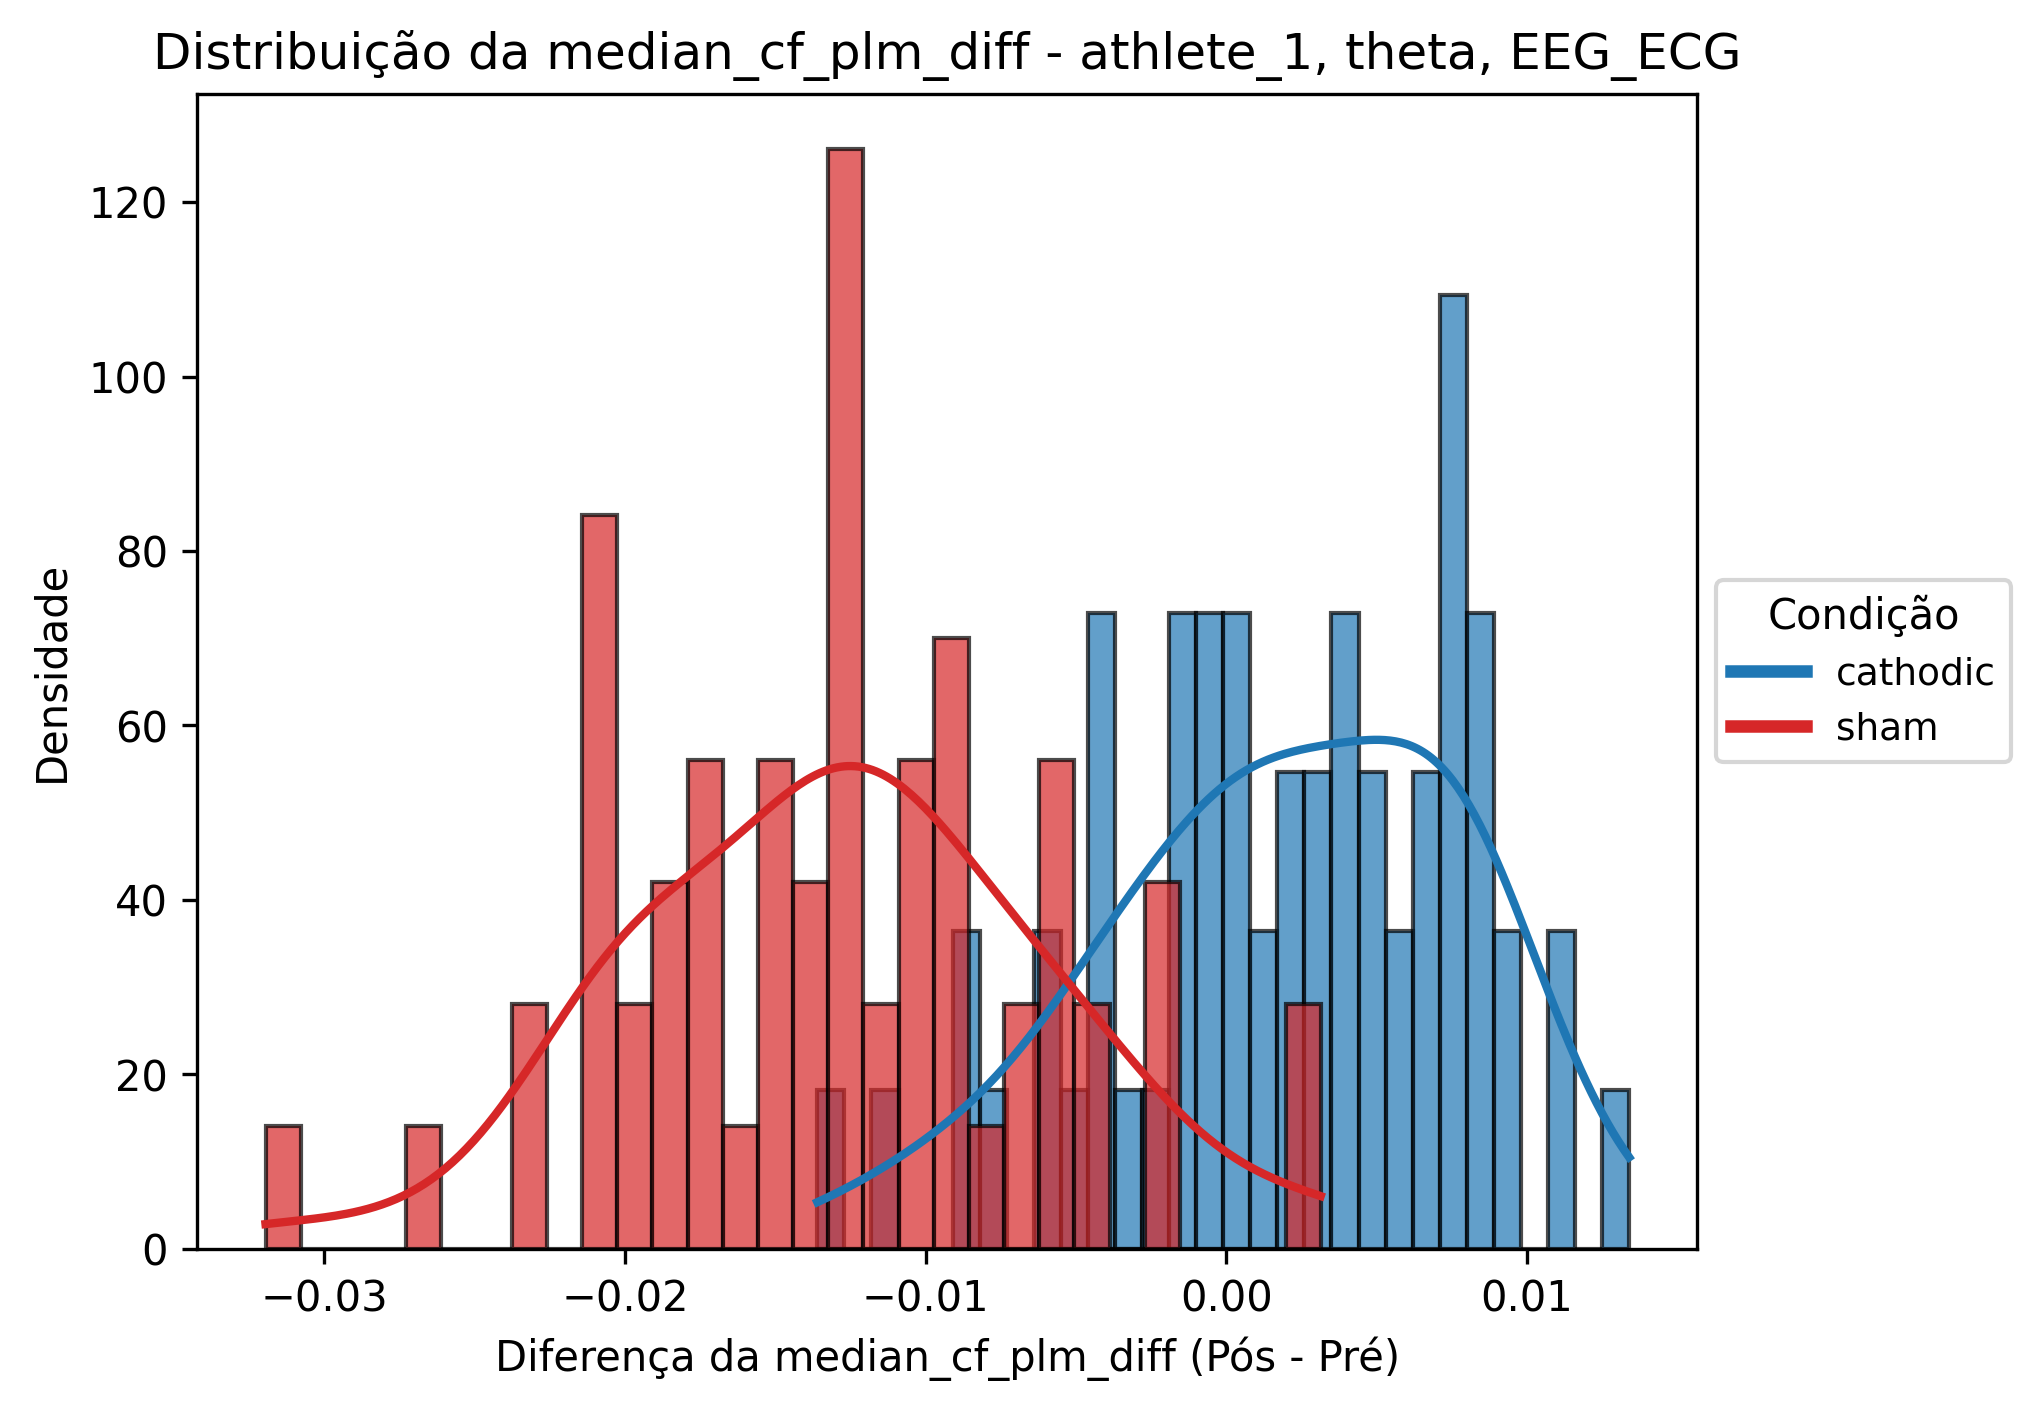 Distribuição da median_cf_plm_diff - athlete_1, theta, EEG_ECG
Densidade
120
100
80
60
40
20
0
−0.03 −0.02 −0.01 0.00 0.01
Diferença da median_cf_plm_diff (Pós - Pré)
Condição
cathodic
sham